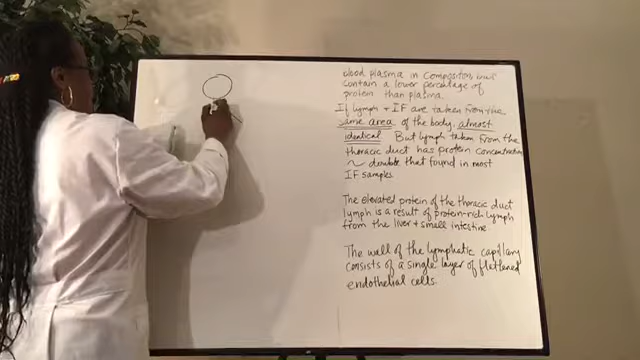 blood plasma in composition but
contain a lower percentage of
protein than plasma.
If lymph + IF are taken from the
same area of the body, almost
identical. But lymph taken from the
thoracic duct has protein concentration
~ double that found in most
IF samples.
The elevated protein of the thoracic duct
lymph is a result of protein-rich lymph
from the liver + small intestine.
The wall of the lymphatic capillary
consists of a single layer of flattened
endothelial cells.